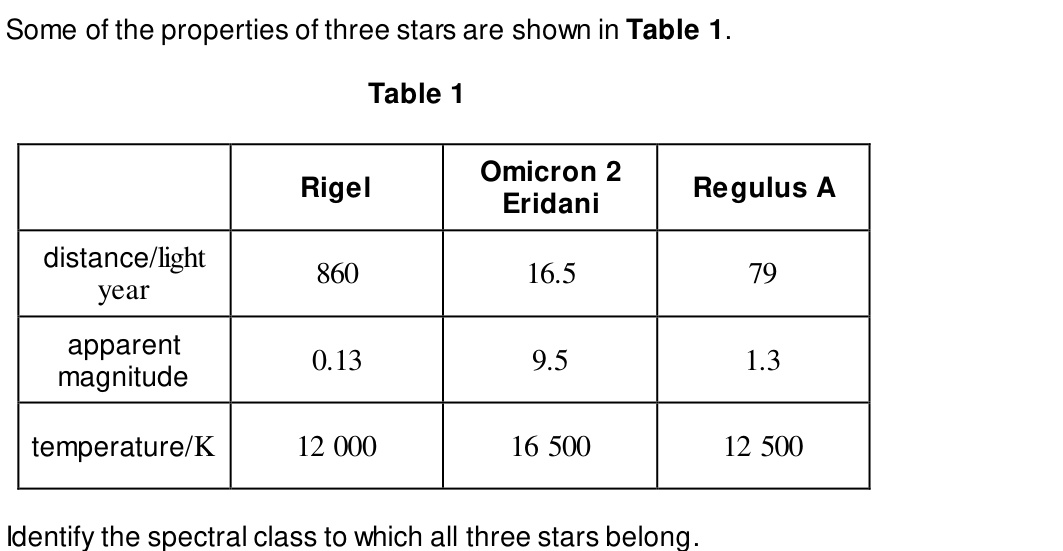 Some of the properties of three stars are shown in Table 1.
Table 1
Rigel
Omicron 2
Eridani
Regulus A
distance/light
year
860
16.5
79
apparent
magnitude
0.13
9.5
1.3
temperature/K
12 000
16 500
12 500
Identify the spectral class to which all three stars belong.